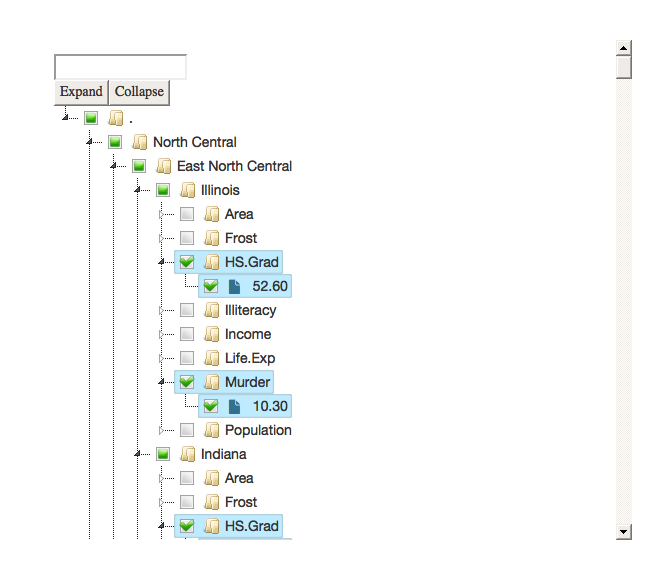 Expand Collapse
.
North Central
East North Central
Illinois
Area
Frost
HS.Grad
52.60
Illiteracy
Income
Life.Exp
Murder
10.30
Population
Indiana
Area
Frost
HS.Grad